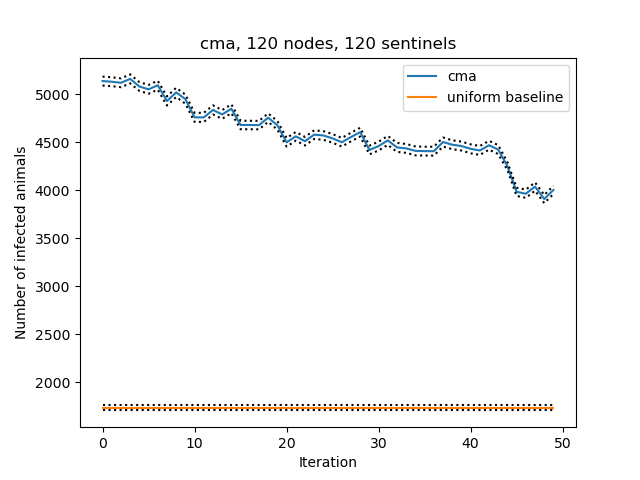 cma, 120 nodes, 120 sentinels
cma
uniform baseline
Number of infected animals
5000
4500
4000
3500
3000
2500
2000
0 10 20 30 40 50
Iteration